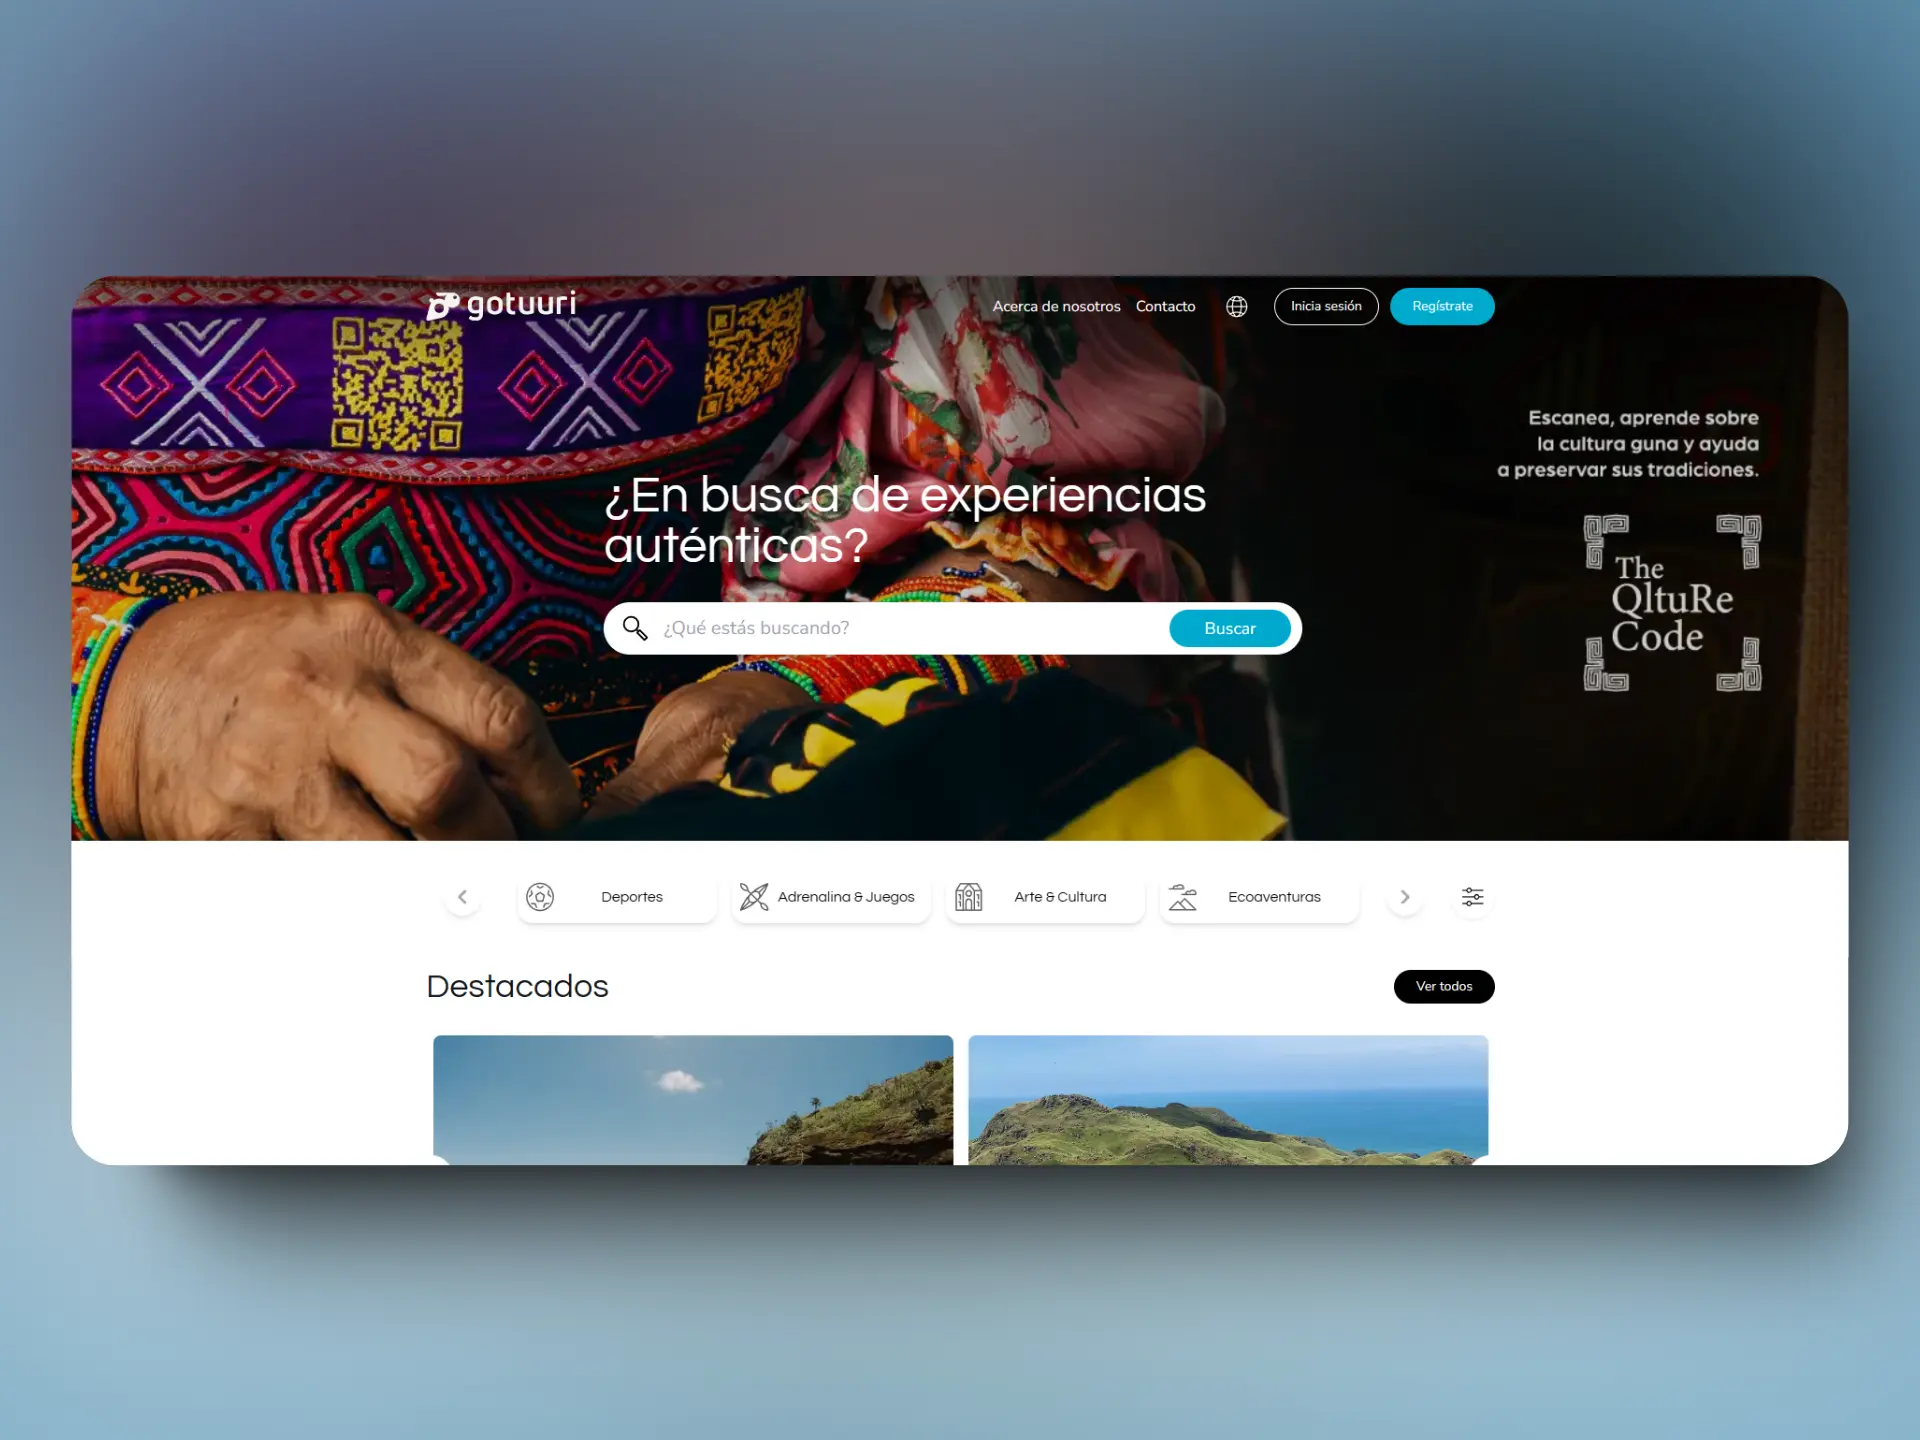 gotuuri
Acerca de nosotros
Contacto
Inicia sesión
Regístrate
Escanea, aprende sobre
la cultura guna y ayuda
a preservar sus tradiciones.
¿En busca de experiencias
auténticas?
¿Qué estás buscando?
Buscar
The
QltuRe
Code
Deportes
Adrenalina & Juegos
Arte & Cultura
Ecoaventuras
Destacados
Ver todos